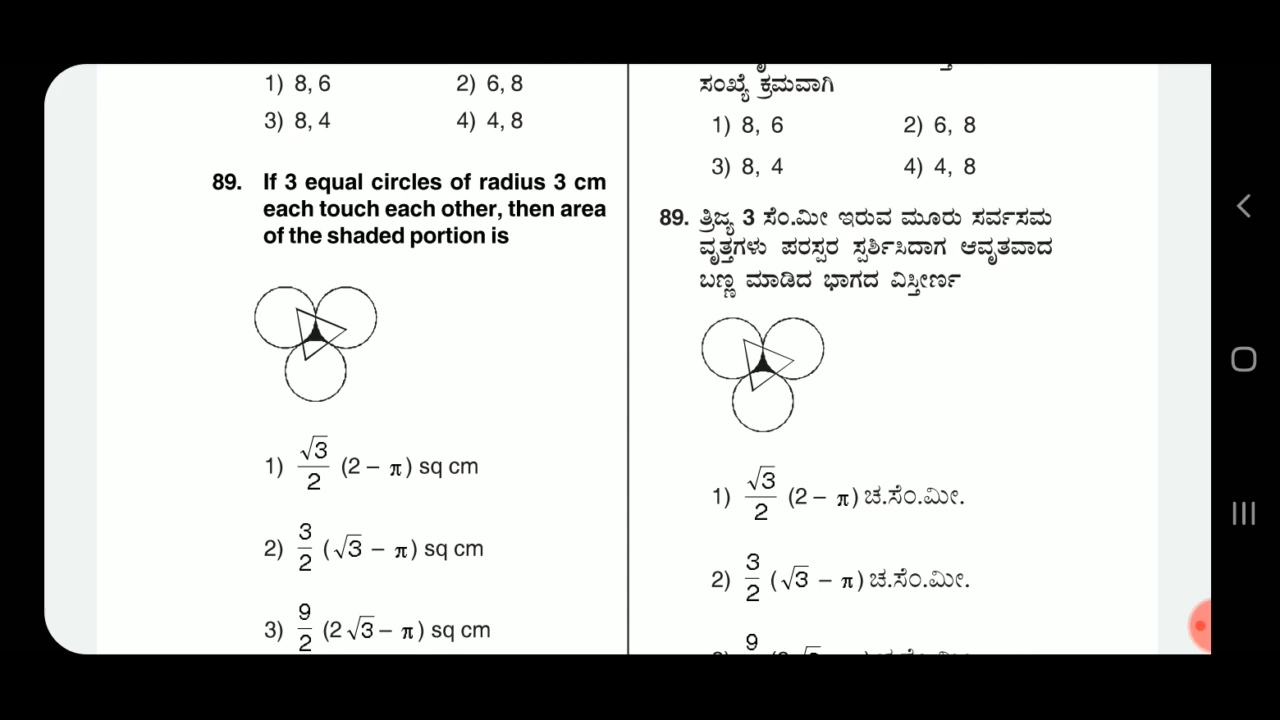 1) 8, 6 2) 6, 8
3) 8, 4 4) 4, 8
89. If 3 equal circles of radius 3 cm
each touch each other, then area
of the shaded portion is
1) √3/2 (2 – π) sq cm
2) 3/2 (√3 – π) sq cm
3) 9/2 (2√3 – π) sq cm
ಸಂಖ್ಯೆ ಕ್ರಮವಾಗಿ
1) 8, 6 2) 6, 8
3) 8, 4 4) 4, 8
89. ತ್ರಿಜ್ಯ 3 ಸೆಂ.ಮೀ ಇರುವ ಮೂರು ಸರ್ವಸಮ
ವೃತ್ತಗಳು ಪರಸ್ಪರ ಸ್ಪರ್ಶಿಸಿದಾಗ ಆವೃತವಾದ
ಬಣ್ಣ ಮಾಡಿದ ಭಾಗದ ವಿಸ್ತೀರ್ಣ
1) √3/2 (2 – π) ಚ.ಸೆಂ.ಮೀ.
2) 3/2 (√3 – π) ಚ.ಸೆಂ.ಮೀ.
9